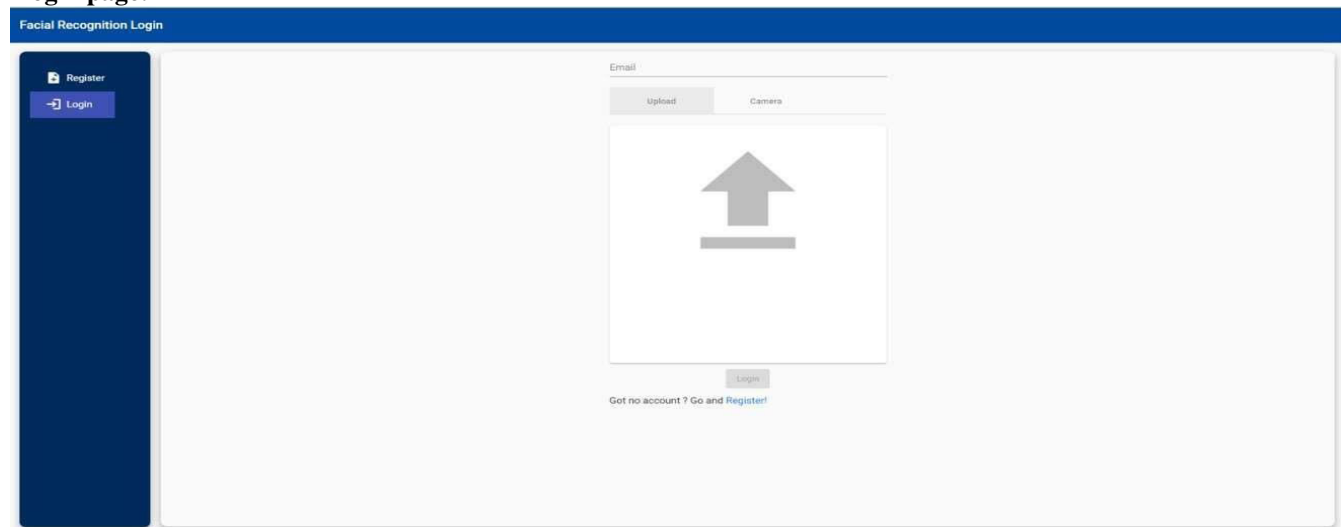 Facial Recognition Login
Register
Login
Email
Upload Camera
Login
Got no account ? Go and Register!